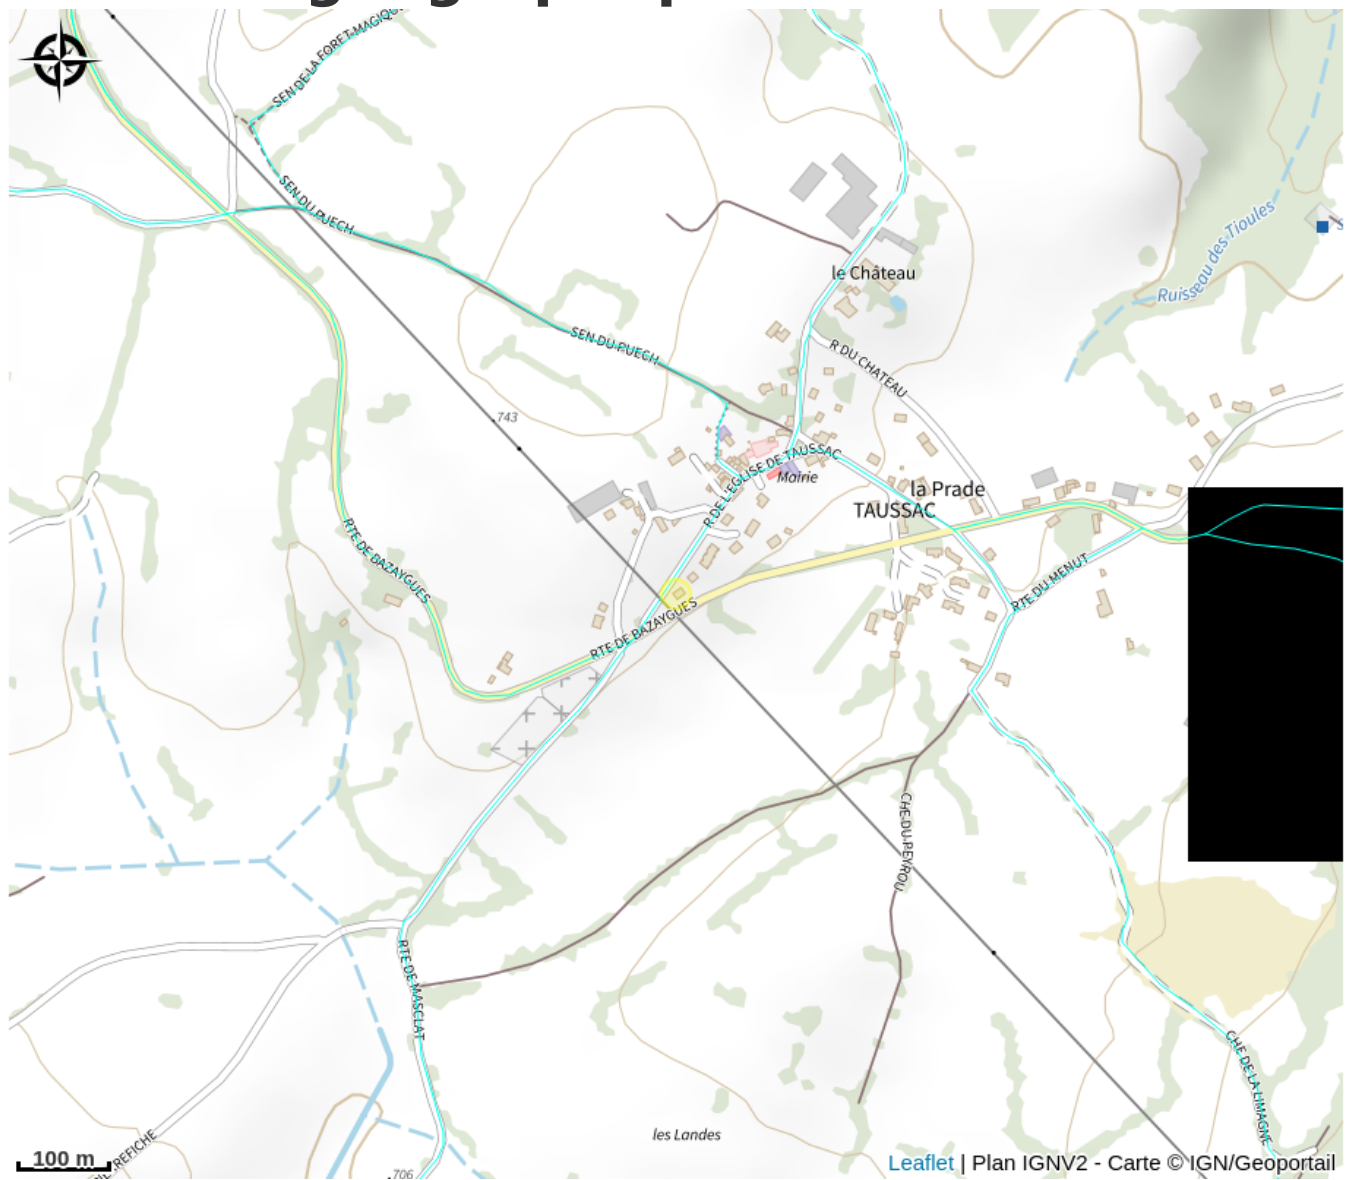 SEN DE LA FORET-MAGIQUE
SEN DU PUECH
Ruisseau des Tioules
S
le Château
SEN DU PUECH
R DU CHATEAU
743
R DE L'EGLISE DE TAUSSAC
Mairie
la Prade
TAUSSAC
RTE DE BAZAYGUES
RTE DU MENUT
RTE DE BAZAYGUES
CHE DU PEYROU
RTE DE MASCLAT
CHE DE LA LIMAGNE
les Landes
REFICHE
100 m
706
Leaflet | Plan IGNV2 - Carte © IGN/Geoportail